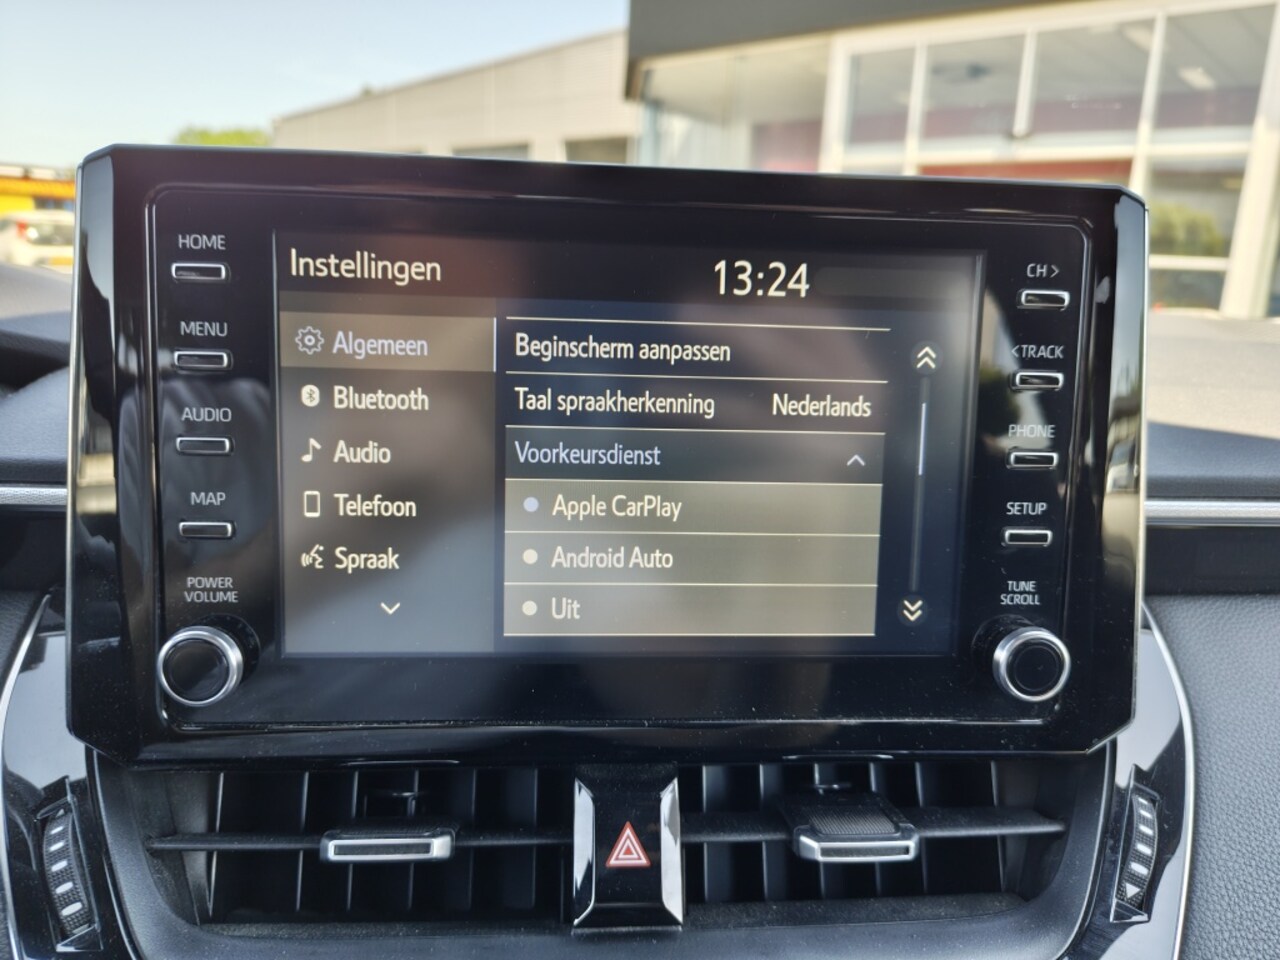 HOME
MENU
AUDIO
MAP
POWER
VOLUME
Instellingen
13:24
Algemeen
Bluetooth
Audio
Telefoon
Spraak
Beginscherm aanpassen
Taal spraakherkenning Nederlands
Voorkeursdienst
Apple CarPlay
Android Auto
Uit
CH >
< TRACK
PHONE
SETUP
TUNE
SCROLL